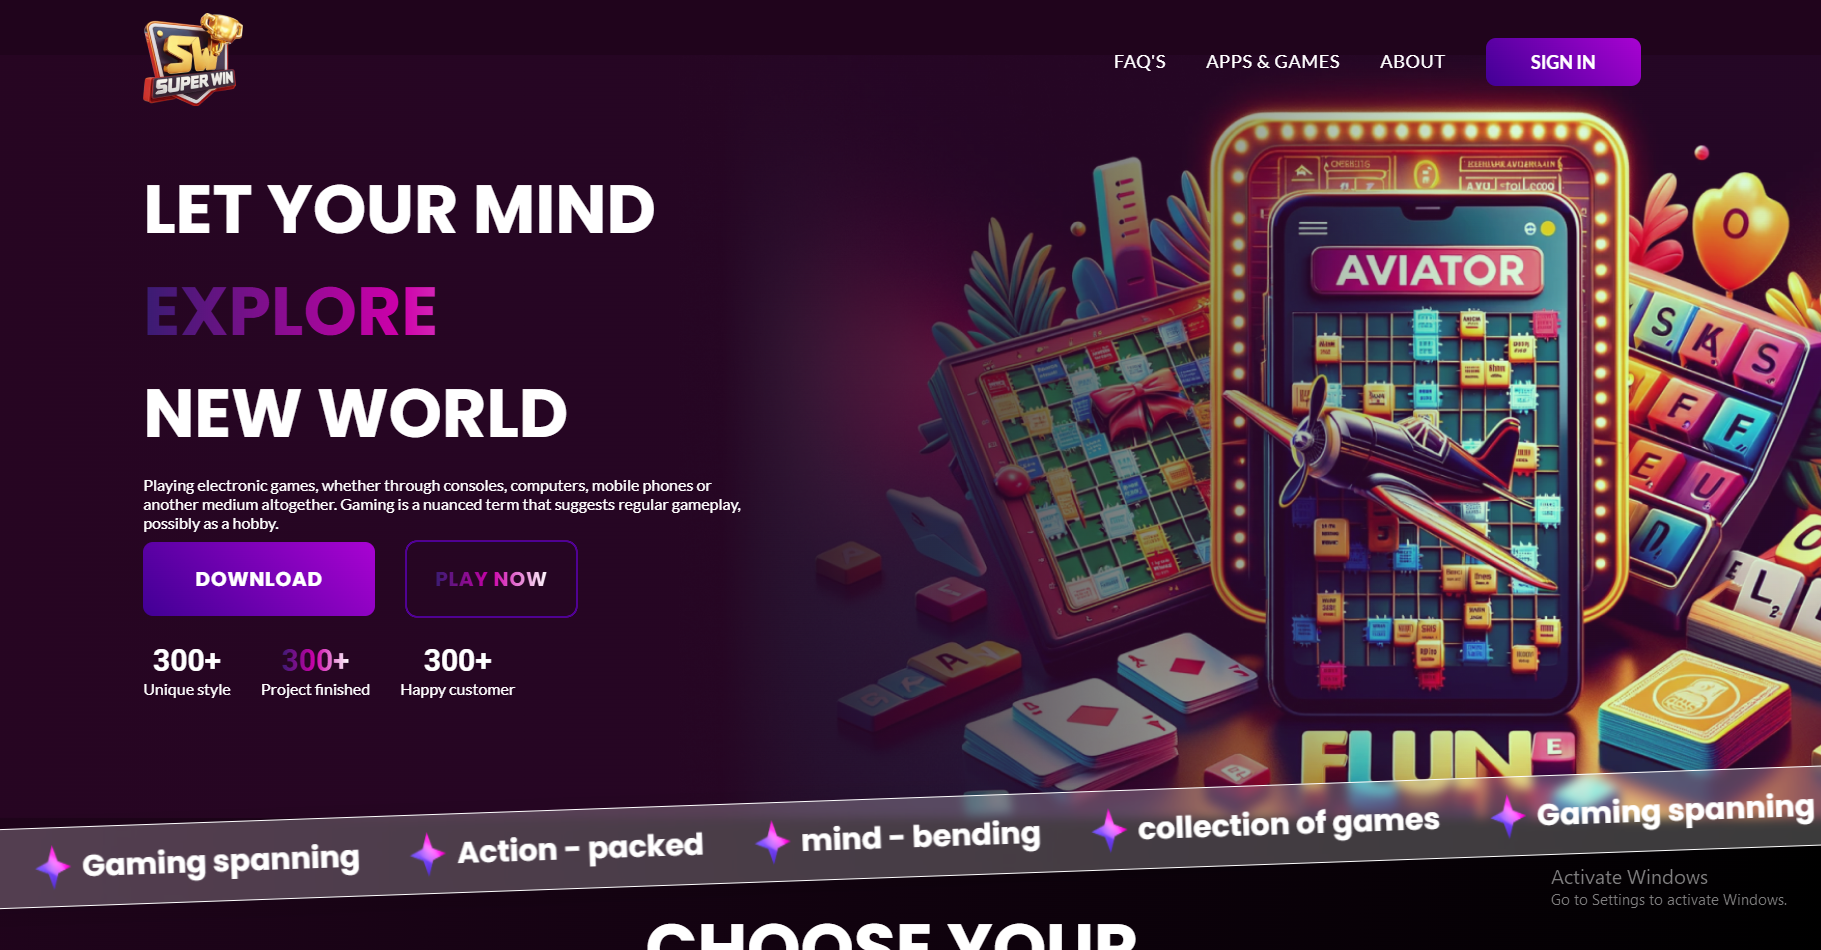 SW
SUPER WIN
FAQ'S
APPS & GAMES
ABOUT
SIGN IN
LET YOUR MIND
EXPLORE
NEW WORLD
Playing electronic games, whether through consoles, computers, mobile phones or
another medium altogether. Gaming is a nuanced term that suggests regular gameplay,
possibly as a hobby.
DOWNLOAD
PLAY NOW
300+
Unique style
300+
Project finished
300+
Happy customer
AVIATOR
O
S K S
F F F
E U
FLUN E
Gaming spanning
Action - packed
mind - bending
collection of games
Gaming spanning
Activate Windows
Go to Settings to activate Windows.
CHOOSE YOUR